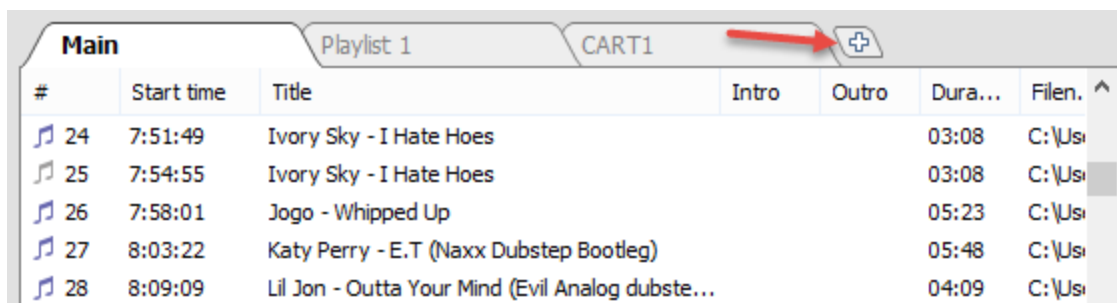 Main Playlist 1 CART1
# Start time Title Intro Outro Dura... Filen.
24 7:51:49 Ivory Sky - I Hate Hoes 03:08 C:\Us
25 7:54:55 Ivory Sky - I Hate Hoes 03:08 C:\Us
26 7:58:01 Jogo - Whipped Up 05:23 C:\Us
27 8:03:22 Katy Perry - E.T (Naxx Dubstep Bootleg) 05:48 C:\Us
28 8:09:09 Lil Jon - Outta Your Mind (Evil Analog dubste... 04:09 C:\Us